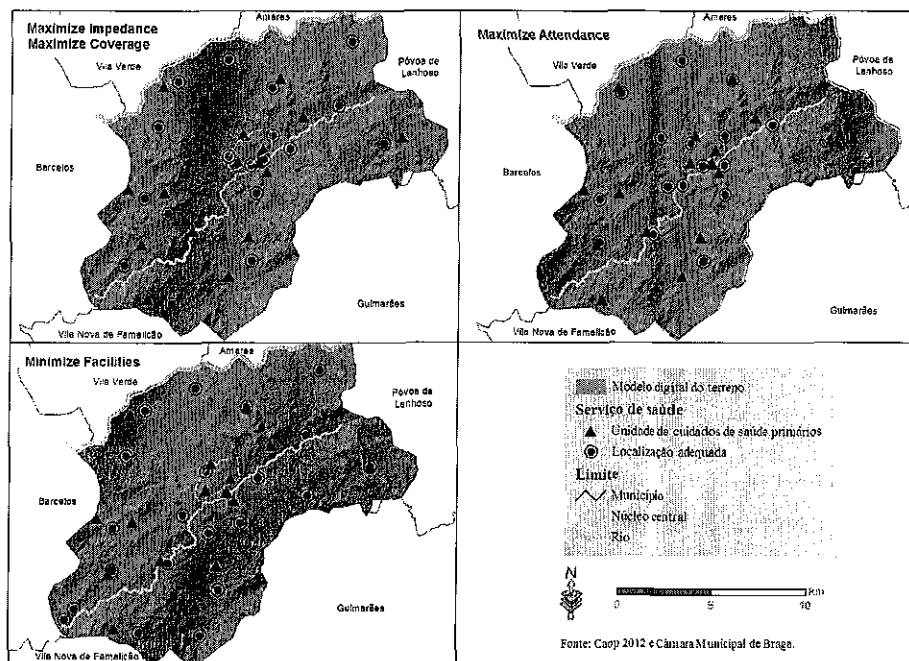 Maximize Impedance
Maximize Coverage
Amares
Vila Verde
Póvoa de
Lanhoso
Barcelos
Guimarães
Vila Nova de Famalicão
Maximize Attendance
Amares
Vila Verde
Póvoa de
Lanhoso
Barcelos
Guimarães
Vila Nova de Famalicão
Minimize Facilities
Amares
Vila Verde
Póvoa de
Lanhoso
Barcelos
Guimarães
Vila Nova de Famalicão
Modelo digital do terreno
Serviço de saúde
Unidade de cuidados de saúde primários
Localização adequada
Limite
Município
Núcleo central
Rio
N
Km
0 5 10
Fonte: Caop 2012 e Câmara Municipal de Braga.